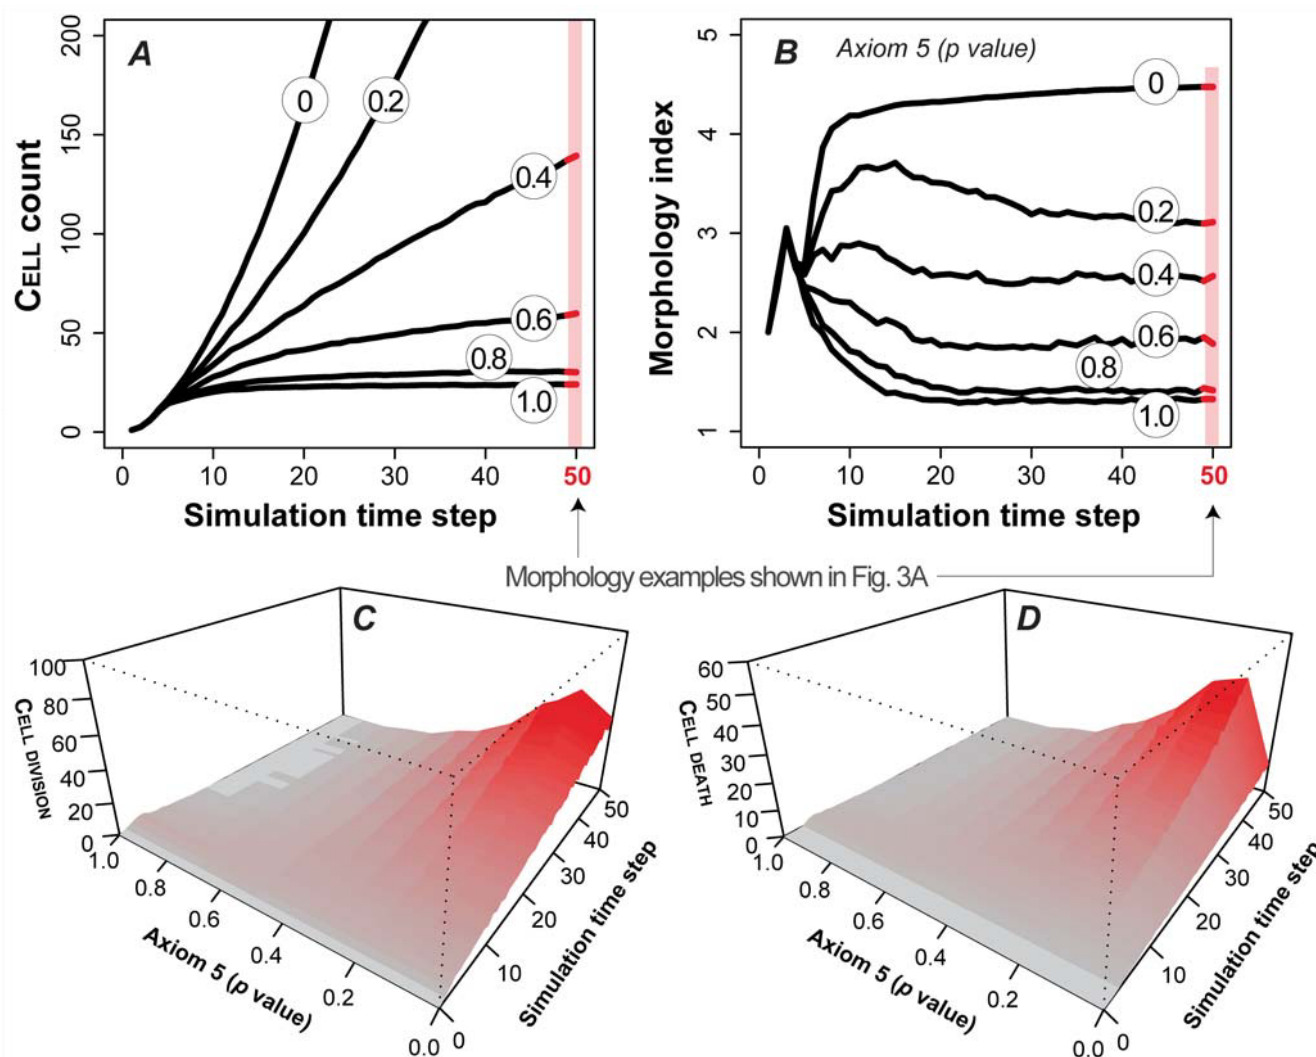 A
CELL count
200
150
100
50
0
0
0.2
0.4
0.6
0.8
1.0
0 10 20 30 40 50
Simulation time step
B Axiom 5 (p value)
Morphology index
5
4
3
2
1
0
0.2
0.4
0.6
0.8
1.0
0 10 20 30 40 50
Simulation time step
Morphology examples shown in Fig. 3A
C
CELL DIVISION
100
80
60
40
20
0
1.0 0.8 0.6 0.4 0.2 0.0
Axiom 5 (p value)
0 10 20 30 40 50
Simulation time step
D
CELL DEATH
60
50
40
30
20
10
0
1.0 0.8 0.6 0.4 0.2 0.0
Axiom 5 (p value)
0 10 20 30 40 50
Simulation time step